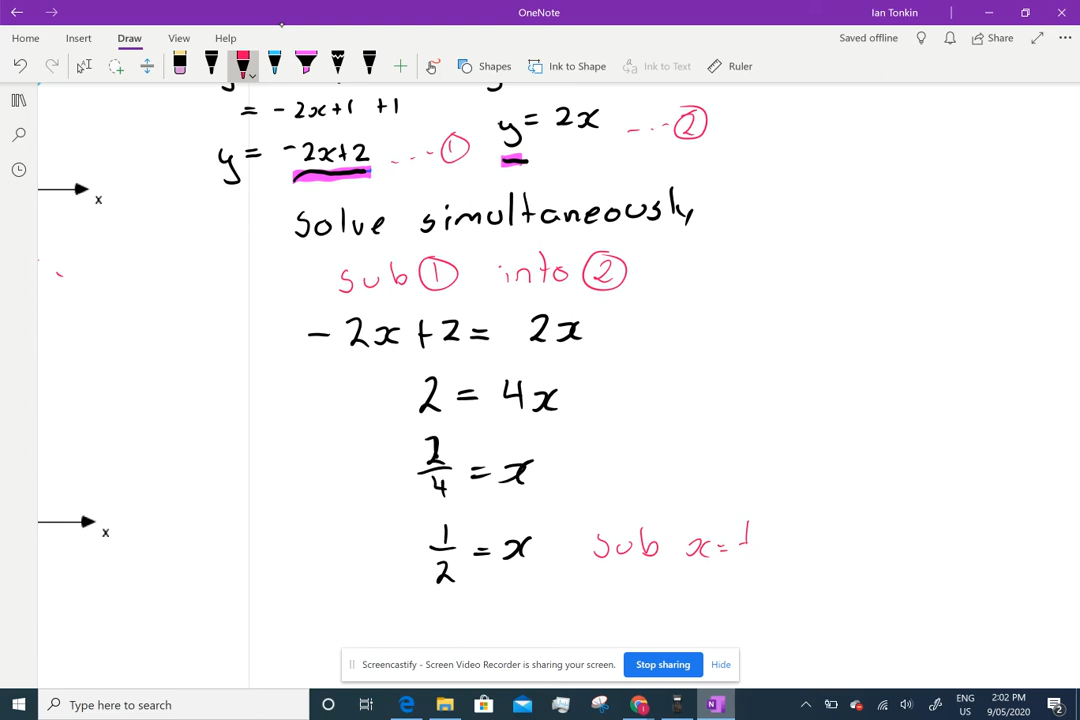 OneNote
Ian Tonkin
Home Insert Draw View Help
Saved offline Share
Shapes Ink to Shape Ink to Text Ruler
= -2x+1 +1
y = -2x+2 ---- ①
y = 2x --- ②
x
Solve simultaneously
sub ① into ②
-2x+2 = 2x
2 = 4x
2/4 = x
1/2 = x sub x=1
x
Screencastify - Screen Video Recorder is sharing your screen. Stop sharing Hide
Type here to search
ENG
US
2:02 PM
9/05/2020
2